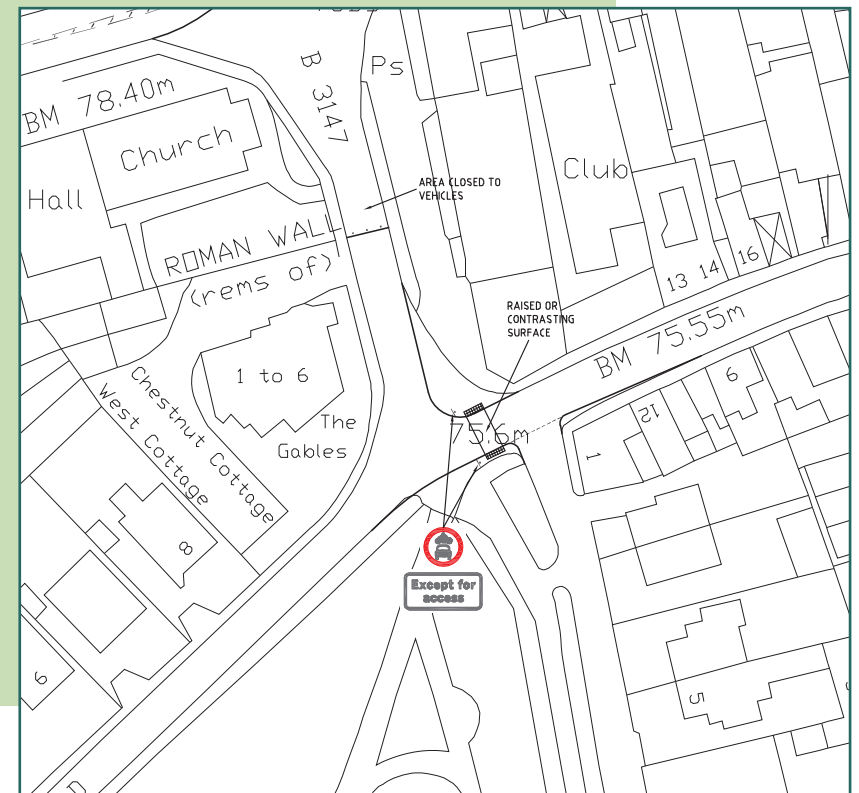 B 3147
Ps
BM 78.40m
Church
Hall
Club
AREA CLOSED TO
VEHICLES
ROMAN WALL
(rems of)
13 14 16
RAISED OR
CONTRASTING
SURFACE
BM 75.55m
1 to 6
The
Gables
Chestnut Cottage
West Cottage
75.6m
9
12
1
8
Except for
access
9
5
D